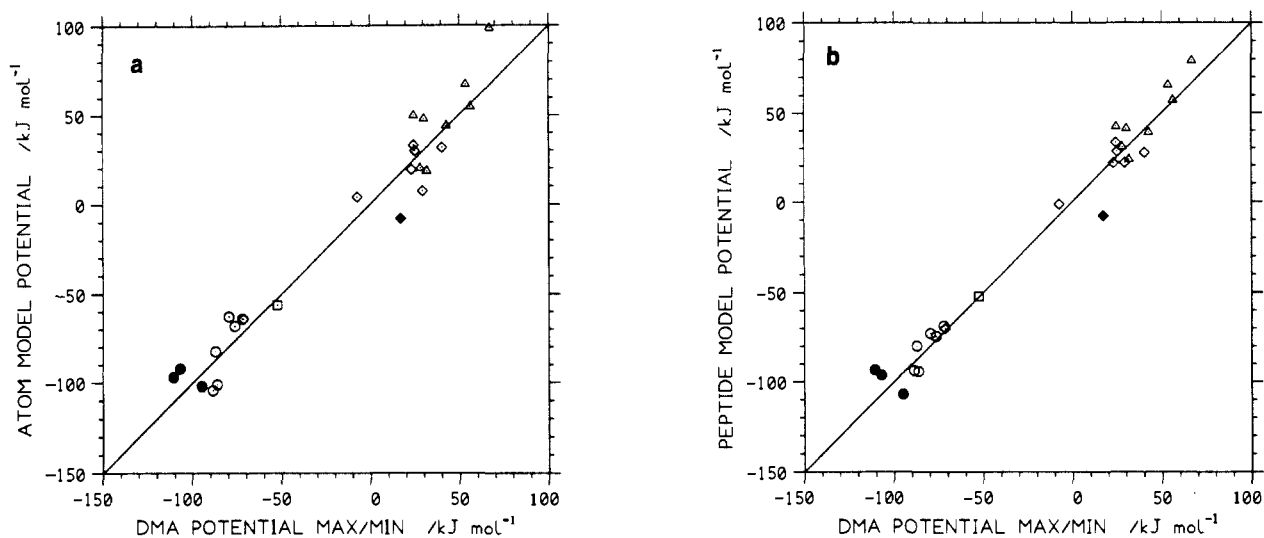 a
ATOM MODEL POTENTIAL /kJ mol⁻¹
100
50
0
-50
-100
-150
-150 -100 -50 0 50 100
DMA POTENTIAL MAX/MIN /kJ mol⁻¹
b
PEPTIDE MODEL POTENTIAL /kJ mol⁻¹
100
50
0
-50
-100
-150
-150 -100 -50 0 50 100
DMA POTENTIAL MAX/MIN /kJ mol⁻¹